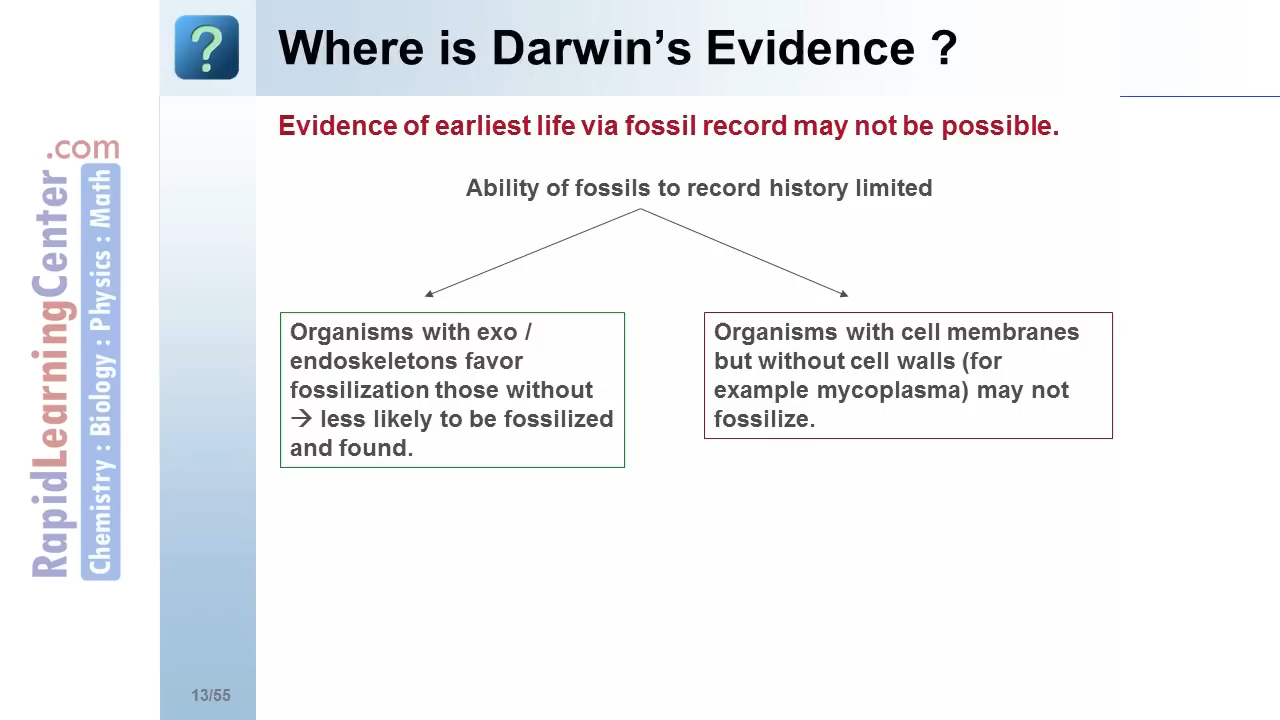 ?
Where is Darwin’s Evidence ?
Evidence of earliest life via fossil record may not be possible.
Ability of fossils to record history limited
Organisms with exo /
endoskeletons favor
fossilization those without
→ less likely to be fossilized
and found.
Organisms with cell membranes
but without cell walls (for
example mycoplasma) may not
fossilize.
RapidLearningCenter.com
Chemistry : Biology : Physics : Math
13/55